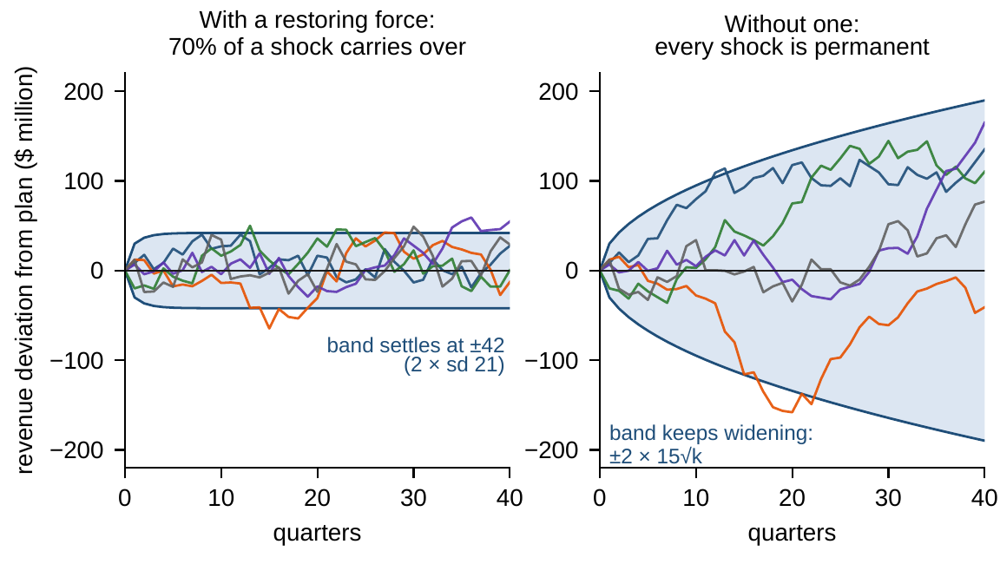 With a restoring force:
70% of a shock carries over
Without one:
every shock is permanent
revenue deviation from plan ($ million)
200
100
0
−100
−200
band settles at ±42
(2 × sd 21)
0
10
20
30
40
quarters
200
100
0
−100
−200
band keeps widening:
±2 × 15√k
0
10
20
30
40
quarters